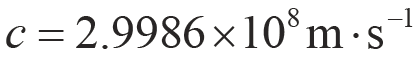 c = 2.9986×10⁸ m·s⁻¹